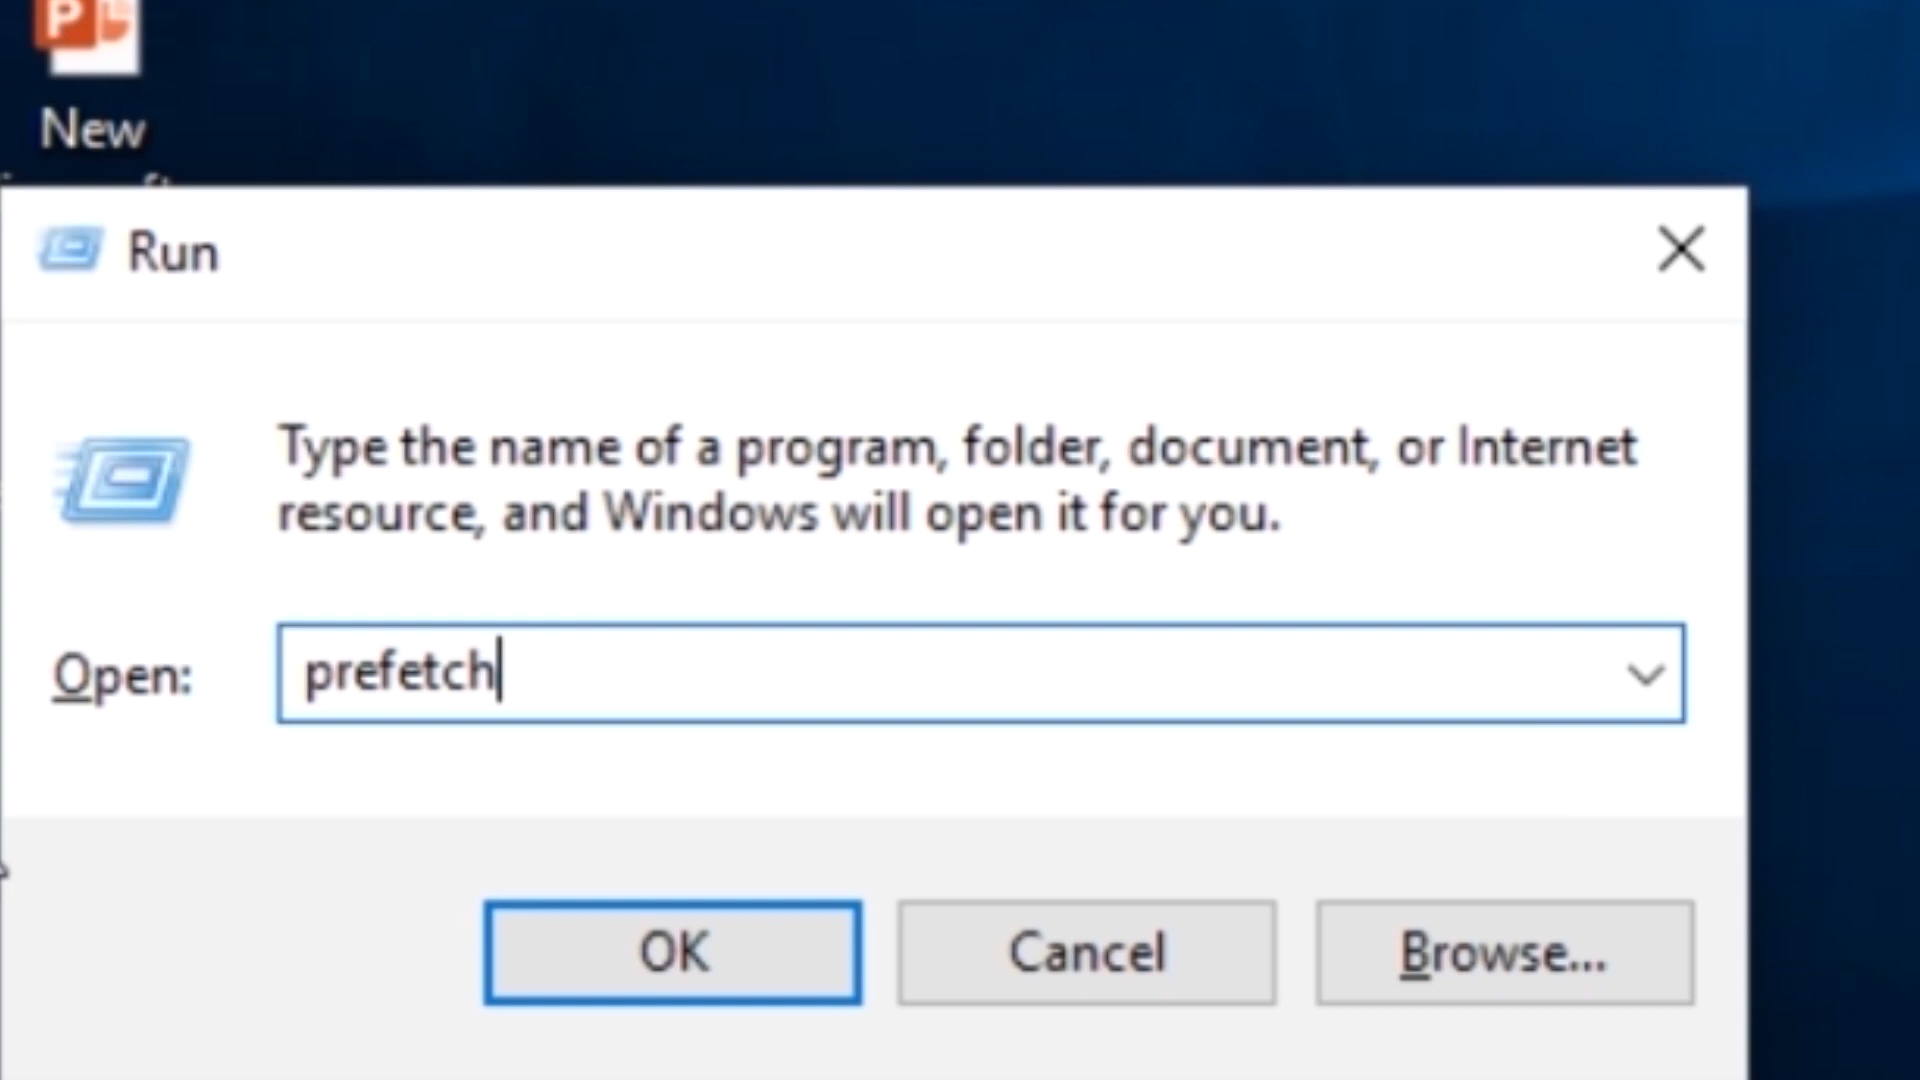 P
New
Run
Type the name of a program, folder, document, or Internet
resource, and Windows will open it for you.
Open:
prefetch
OK
Cancel
Browse...